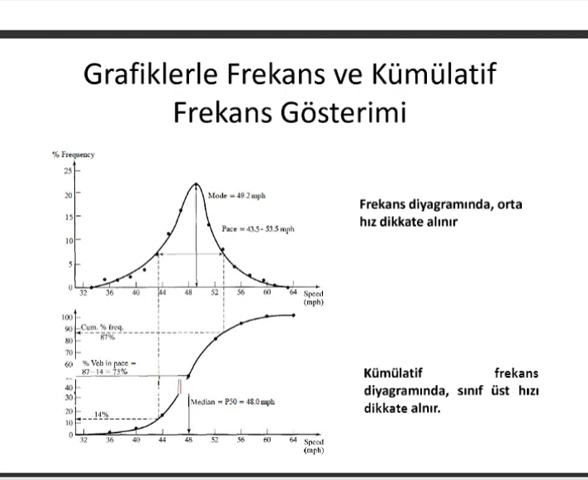 Grafiklerle Frekans ve Kümülatif
Frekans Gösterimi
% Frequency
25
20
15
10
5
0
Mode = 49.2 mph
Pace = 43.5 - 53.5 mph
32 36 40 44 48 52 56 60 64 Speed
(mph)
Frekans diyagramında, orta
hız dikkate alınır
100
90
80
70
60
40
30
20
10
0
Cum. % freq.
87%
% Veh in pace =
87 - 14 = 73%
14%
Median = P50 = 48.0 mph
32 36 40 44 48 52 56 60 64 Speed
(mph)
Kümülatif frekans
diyagramında, sınıf üst hızı
dikkate alnır.